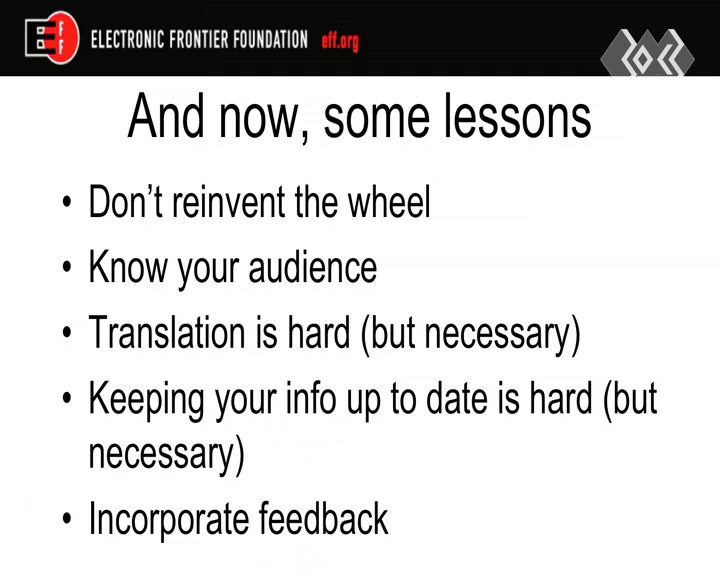 ELECTRONIC FRONTIER FOUNDATION eff.org
And now, some lessons
• Don't reinvent the wheel
• Know your audience
• Translation is hard (but necessary)
• Keeping your info up to date is hard (but
necessary)
• Incorporate feedback